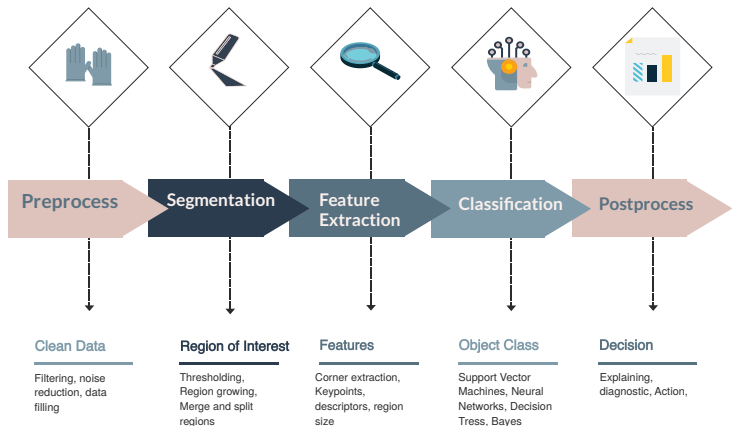 Preprocess
Segmentation
Feature
Extraction
Classification
Postprocess
Clean Data
Filtering, noise
reduction, data
filling
Region of Interest
Thresholding,
Region growing,
Merge and split
regions
Features
Corner extraction,
Keypoints,
descriptors, region
size
Object Class
Support Vector
Machines, Neural
Networks, Decision
Tress, Bayes
Decision
Explaining,
diagnostic, Action,